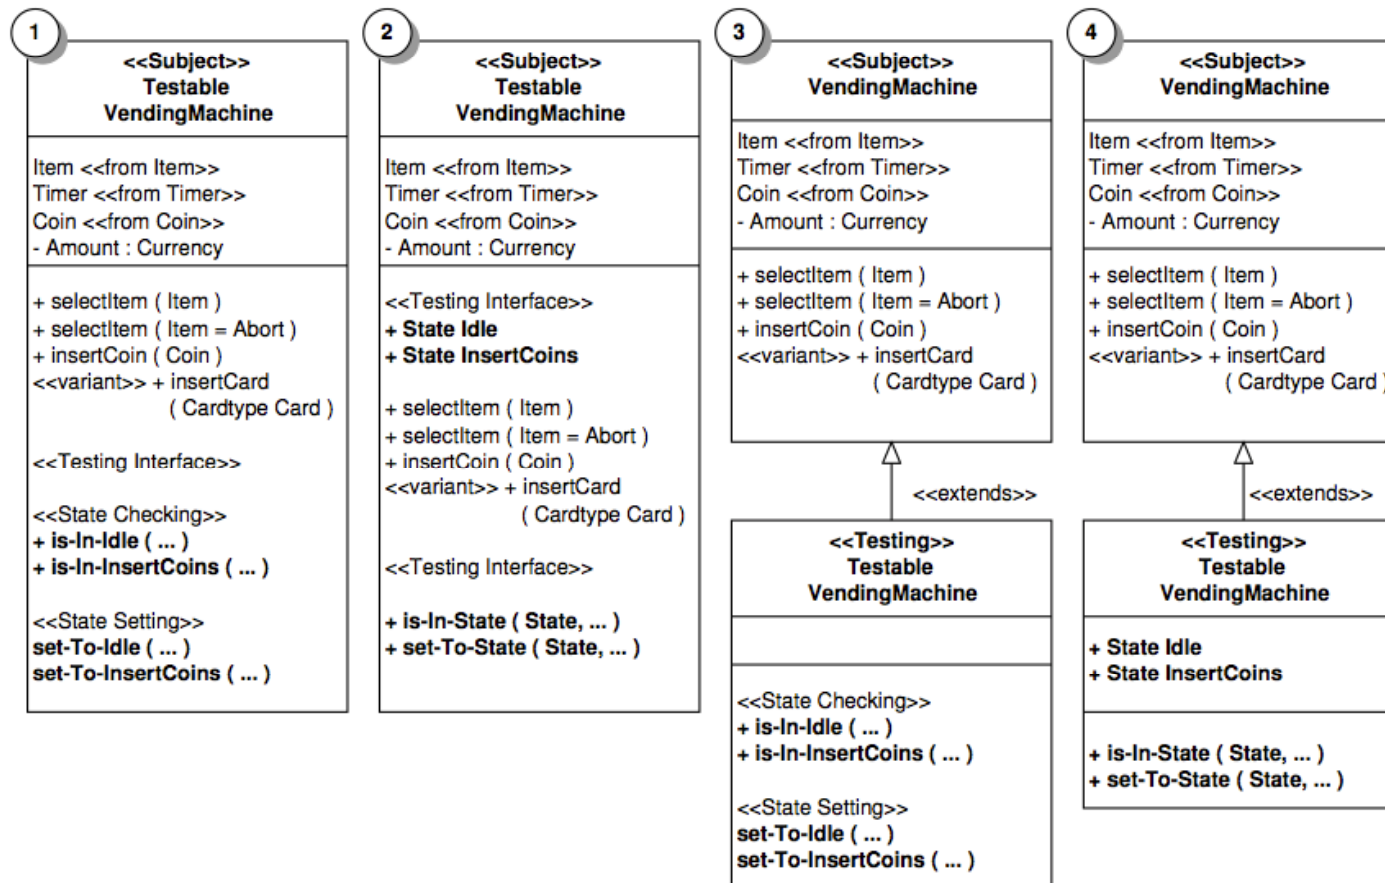 1
<<Subject>>
Testable
VendingMachine
Item <<from Item>>
Timer <<from Timer>>
Coin <<from Coin>>
- Amount : Currency
+ selectItem ( Item )
+ selectItem ( Item = Abort )
+ insertCoin ( Coin )
<<variant>> + insertCard
( Cardtype Card )
<<Testing Interface>>
<<State Checking>>
+ is-In-Idle ( ... )
+ is-In-InsertCoins ( ... )
<<State Setting>>
set-To-Idle ( ... )
set-To-InsertCoins ( ... )
2
<<Subject>>
Testable
VendingMachine
Item <<from Item>>
Timer <<from Timer>>
Coin <<from Coin>>
- Amount : Currency
<<Testing Interface>>
+ State Idle
+ State InsertCoins
+ selectItem ( Item )
+ selectItem ( Item = Abort )
+ insertCoin ( Coin )
<<variant>> + insertCard
( Cardtype Card )
<<Testing Interface>>
+ is-In-State ( State, ... )
+ set-To-State ( State, ... )
3
<<Subject>>
VendingMachine
Item <<from Item>>
Timer <<from Timer>>
Coin <<from Coin>>
- Amount : Currency
+ selectItem ( Item )
+ selectItem ( Item = Abort )
+ insertCoin ( Coin )
<<variant>> + insertCard
( Cardtype Card )
<<extends>>
<<Testing>>
Testable
VendingMachine
<<State Checking>>
+ is-In-Idle ( ... )
+ is-In-InsertCoins ( ... )
<<State Setting>>
set-To-Idle ( ... )
set-To-InsertCoins ( ... )
4
<<Subject>>
VendingMachine
Item <<from Item>>
Timer <<from Timer>>
Coin <<from Coin>>
- Amount : Currency
+ selectItem ( Item )
+ selectItem ( Item = Abort )
+ insertCoin ( Coin )
<<variant>> + insertCard
( Cardtype Card )
<<extends>>
<<Testing>>
Testable
VendingMachine
+ State Idle
+ State InsertCoins
+ is-In-State ( State, ... )
+ set-To-State ( State, ... )